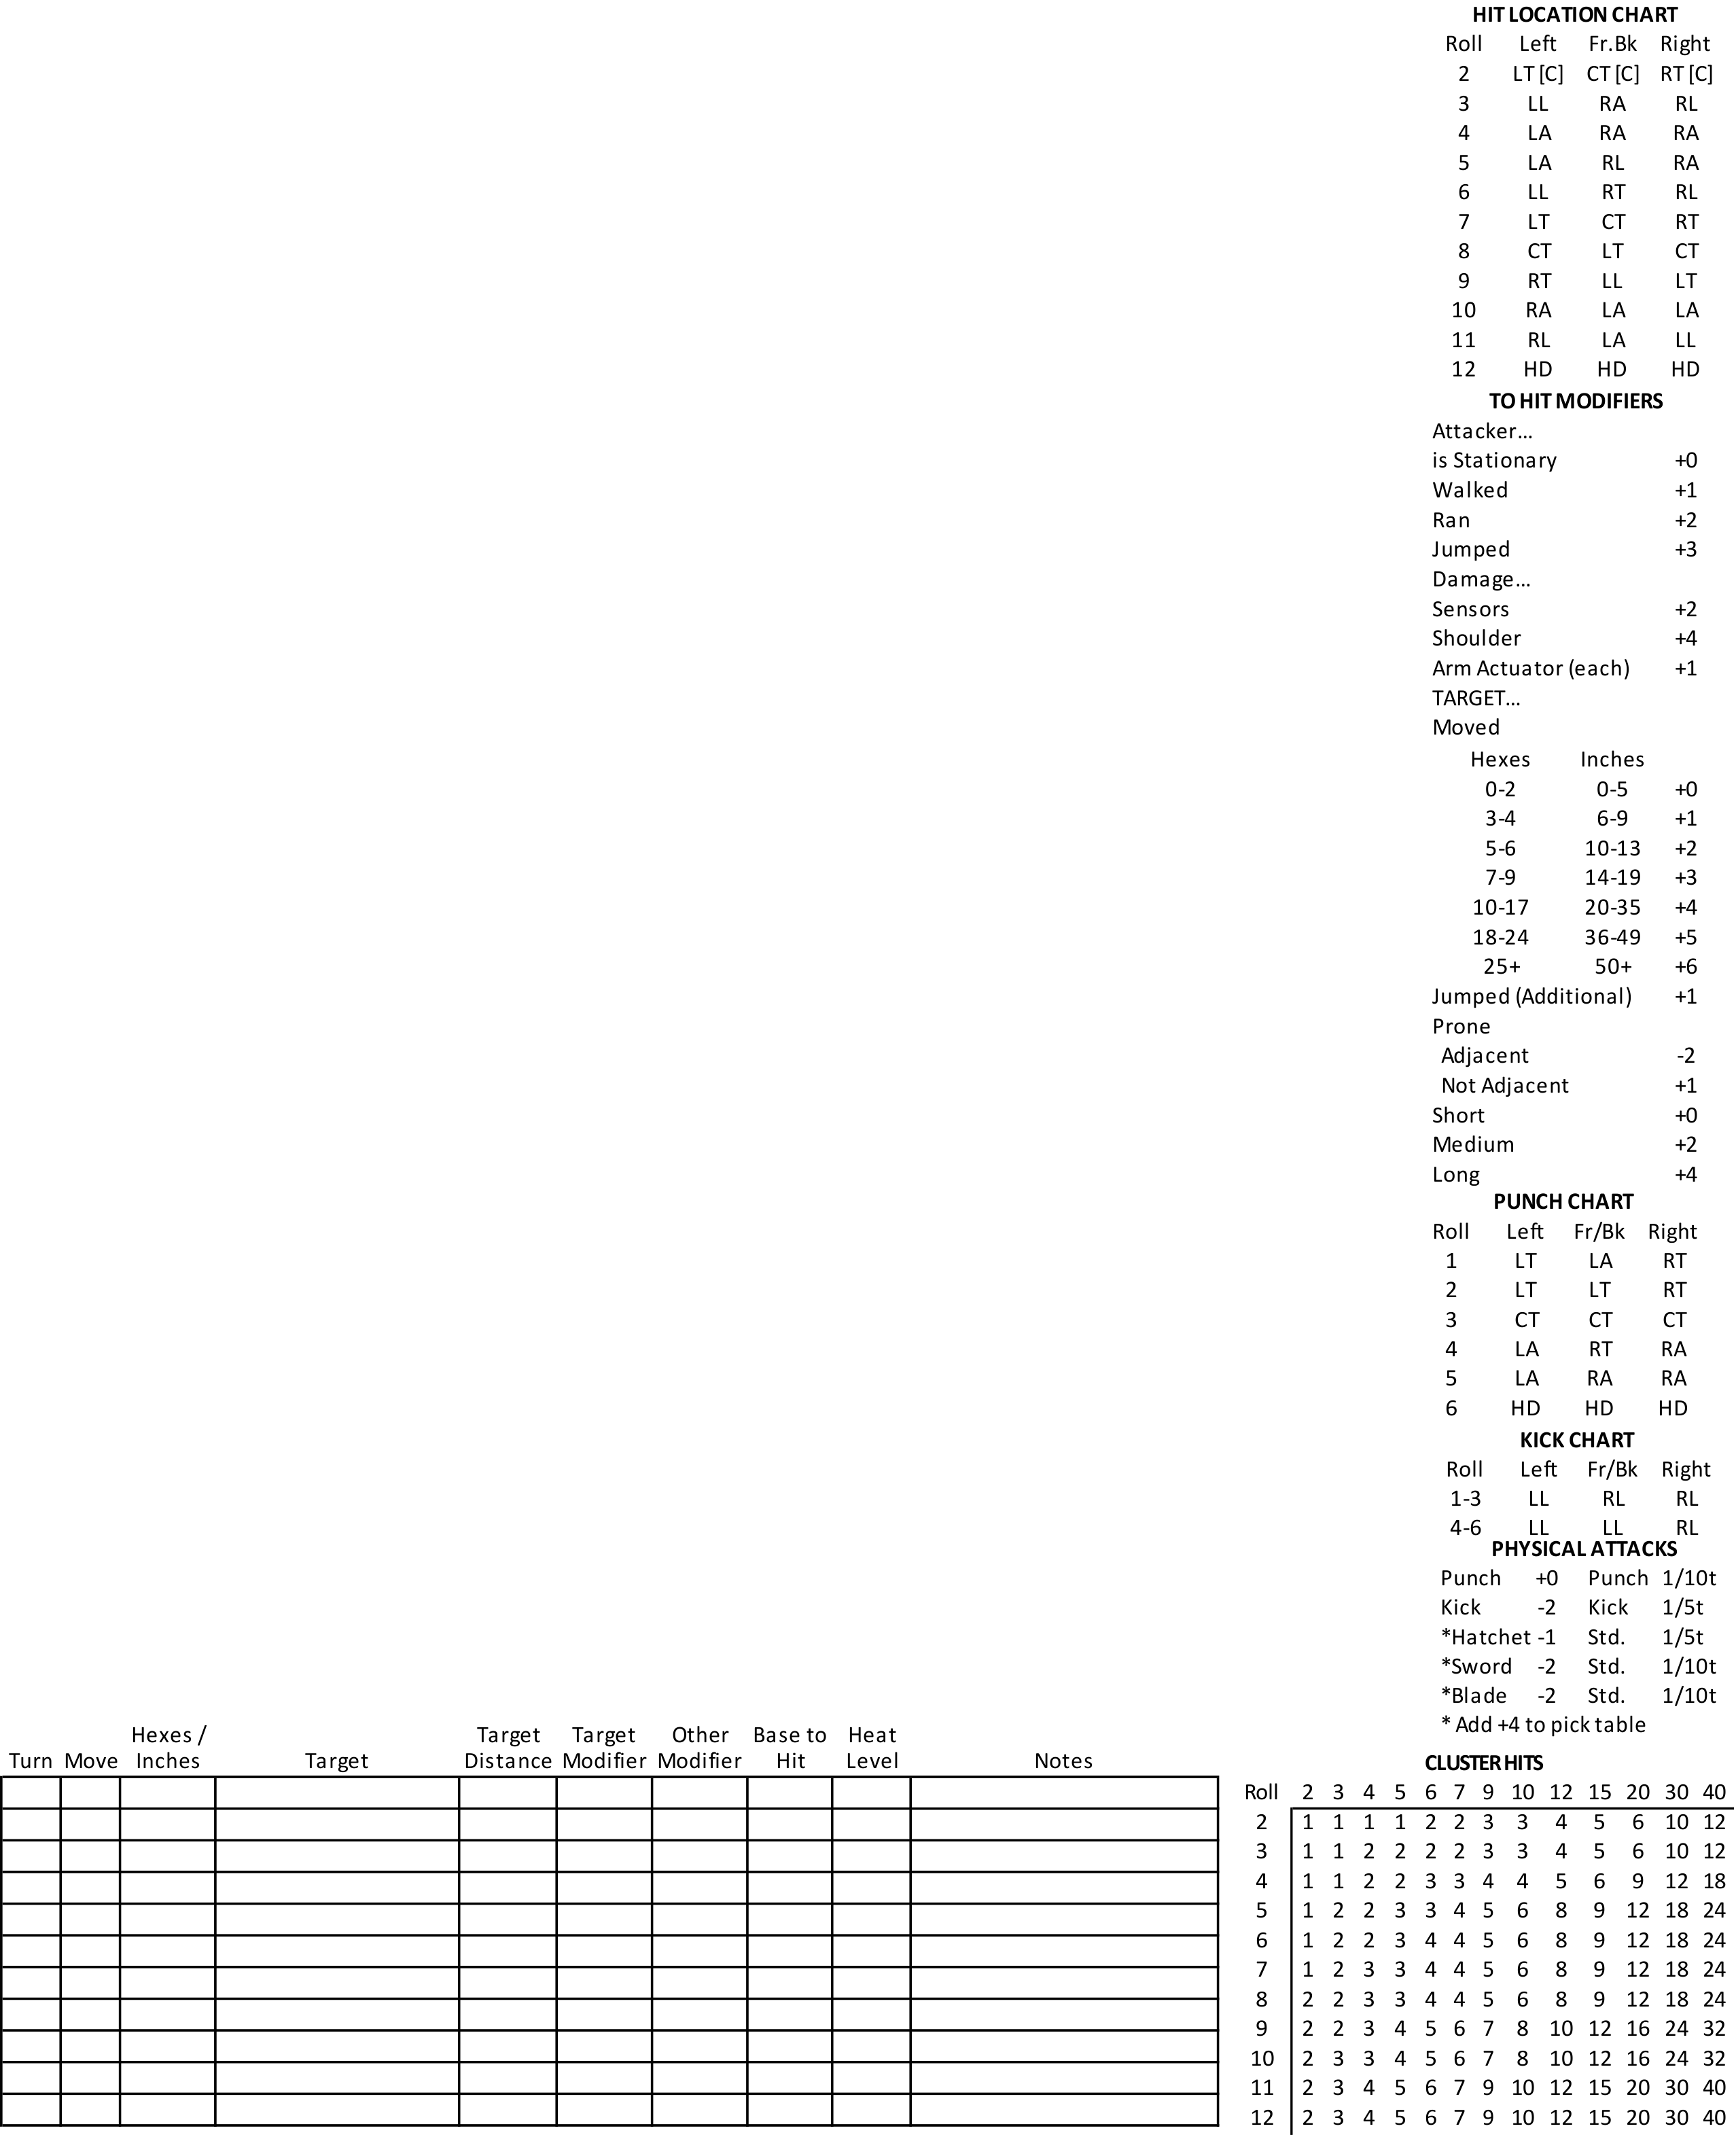 HIT LOCATION CHART
Roll Left Fr.Bk Right
2 LT [C] CT [C] RT [C]
3 LL RA RL
4 LA RA RA
5 LA RL RA
6 LL RT RL
7 LT CT RT
8 CT LT CT
9 RT LL LT
10 RA LA LA
11 RL LA LL
12 HD HD HD
TO HIT MODIFIERS
Attacker...
is Stationary +0
Walked +1
Ran +2
Jumped +3
Damage...
Sensors +2
Shoulder +4
Arm Actuator (each) +1
TARGET...
Moved
Hexes Inches
0-2 0-5 +0
3-4 6-9 +1
5-6 10-13 +2
7-9 14-19 +3
10-17 20-35 +4
18-24 36-49 +5
25+ 50+ +6
Jumped (Additional) +1
Prone
Adjacent -2
Not Adjacent +1
Short +0
Medium +2
Long +4
PUNCH CHART
Roll Left Fr/Bk Right
1 LT LA RT
2 LT LT RT
3 CT CT CT
4 LA RT RA
5 LA RA RA
6 HD HD HD
KICK CHART
Roll Left Fr/Bk Right
1-3 LL RL RL
4-6 LL LL RL
PHYSICAL ATTACKS
Punch +0 Punch 1/10t
Kick -2 Kick 1/5t
*Hatchet -1 Std. 1/5t
*Sword -2 Std. 1/10t
*Blade -2 Std. 1/10t
* Add +4 to pick table
Hexes / Target Target Other Base to Heat
Turn Move Inches Target Distance Modifier Modifier Hit Level Notes
CLUSTER HITS
Roll 2 3 4 5 6 7 9 10 12 15 20 30 40
2 1 1 1 1 2 2 3 3 4 5 6 10 12
3 1 1 2 2 2 2 3 3 4 5 6 10 12
4 1 1 2 2 3 3 4 4 5 6 9 12 18
5 1 2 2 3 3 4 5 6 8 9 12 18 24
6 1 2 2 3 4 4 5 6 8 9 12 18 24
7 1 2 3 3 4 4 5 6 8 9 12 18 24
8 2 2 3 3 4 4 5 6 8 9 12 18 24
9 2 2 3 4 5 6 7 8 10 12 16 24 32
10 2 3 3 4 5 6 7 8 10 12 16 24 32
11 2 3 4 5 6 7 9 10 12 15 20 30 40
12 2 3 4 5 6 7 9 10 12 15 20 30 40